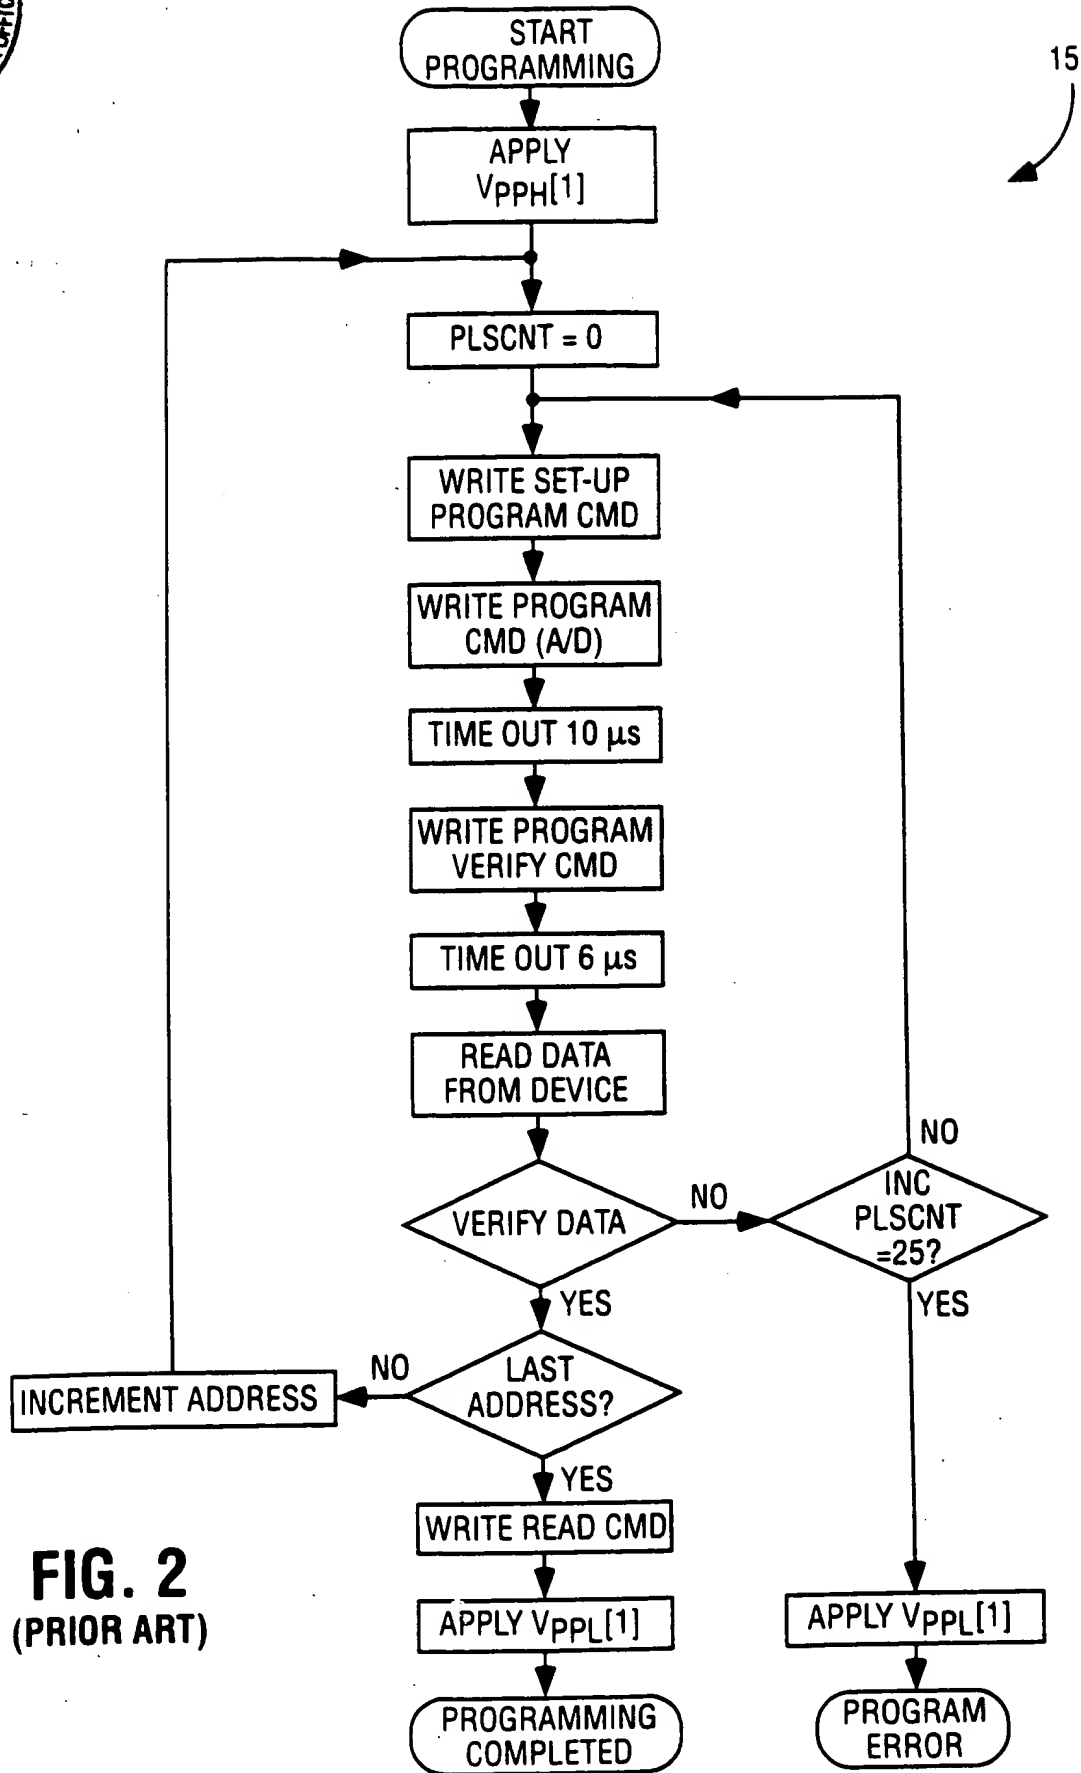 START
PROGRAMMING
15
APPLY
VPPH[1]
PLSCNT = 0
WRITE SET-UP
PROGRAM CMD
WRITE PROGRAM
CMD (A/D)
TIME OUT 10 μs
WRITE PROGRAM
VERIFY CMD
TIME OUT 6 μs
READ DATA
FROM DEVICE
VERIFY DATA
NO
INC
PLSCNT
=25?
NO
YES
YES
LAST
ADDRESS?
NO
INCREMENT ADDRESS
YES
WRITE READ CMD
APPLY VPPL[1]
PROGRAMMING
COMPLETED
APPLY VPPL[1]
PROGRAM
ERROR
FIG. 2
(PRIOR ART)